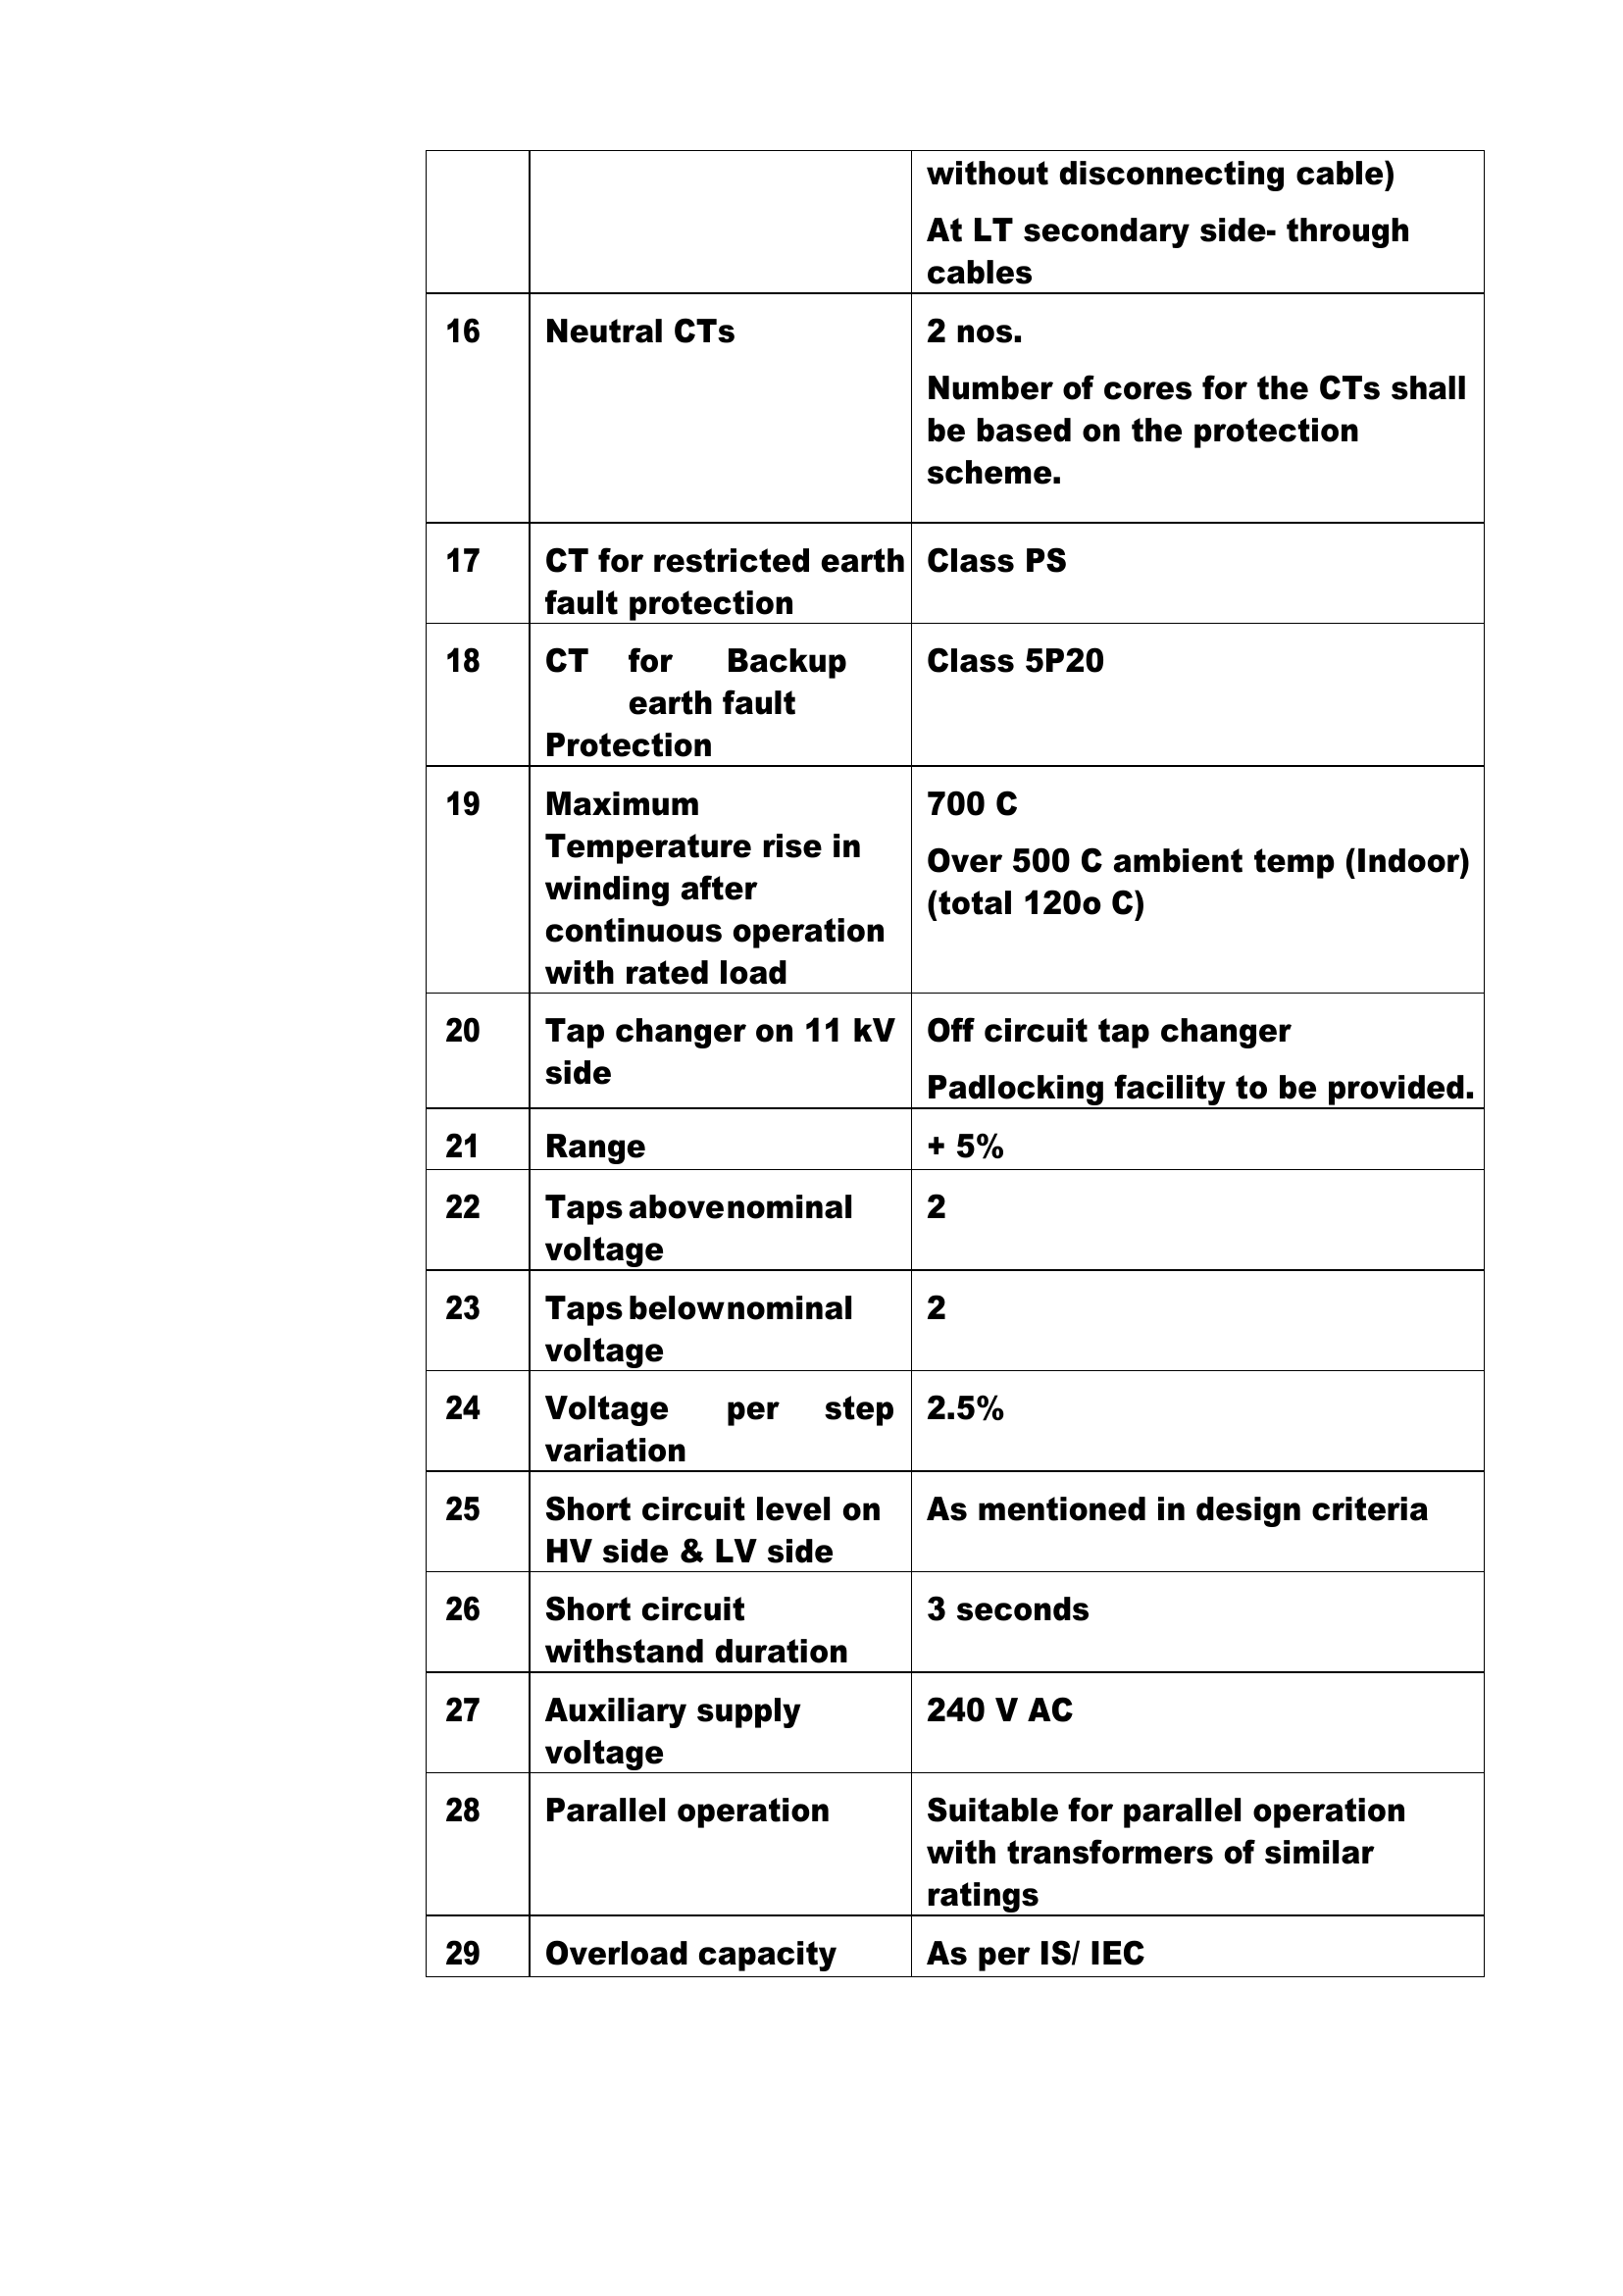 without disconnecting cable)
At LT secondary side- through
cables
16 Neutral CTs 2 nos.
Number of cores for the CTs shall
be based on the protection
scheme.
17 CT for restricted earth Class PS
fault protection
18 CT for Backup Class 5P20
earth fault
Protection
19 Maximum 700 C
Temperature rise in Over 500 C ambient temp (Indoor)
winding after (total 120o C)
continuous operation
with rated load
20 Tap changer on 11 kV Off circuit tap changer
side Padlocking facility to be provided.
21 Range + 5%
22 Taps above nominal 2
voltage
23 Taps below nominal 2
voltage
24 Voltage per step 2.5%
variation
25 Short circuit level on As mentioned in design criteria
HV side & LV side
26 Short circuit 3 seconds
withstand duration
27 Auxiliary supply 240 V AC
voltage
28 Parallel operation Suitable for parallel operation
with transformers of similar
ratings
29 Overload capacity As per IS/ IEC